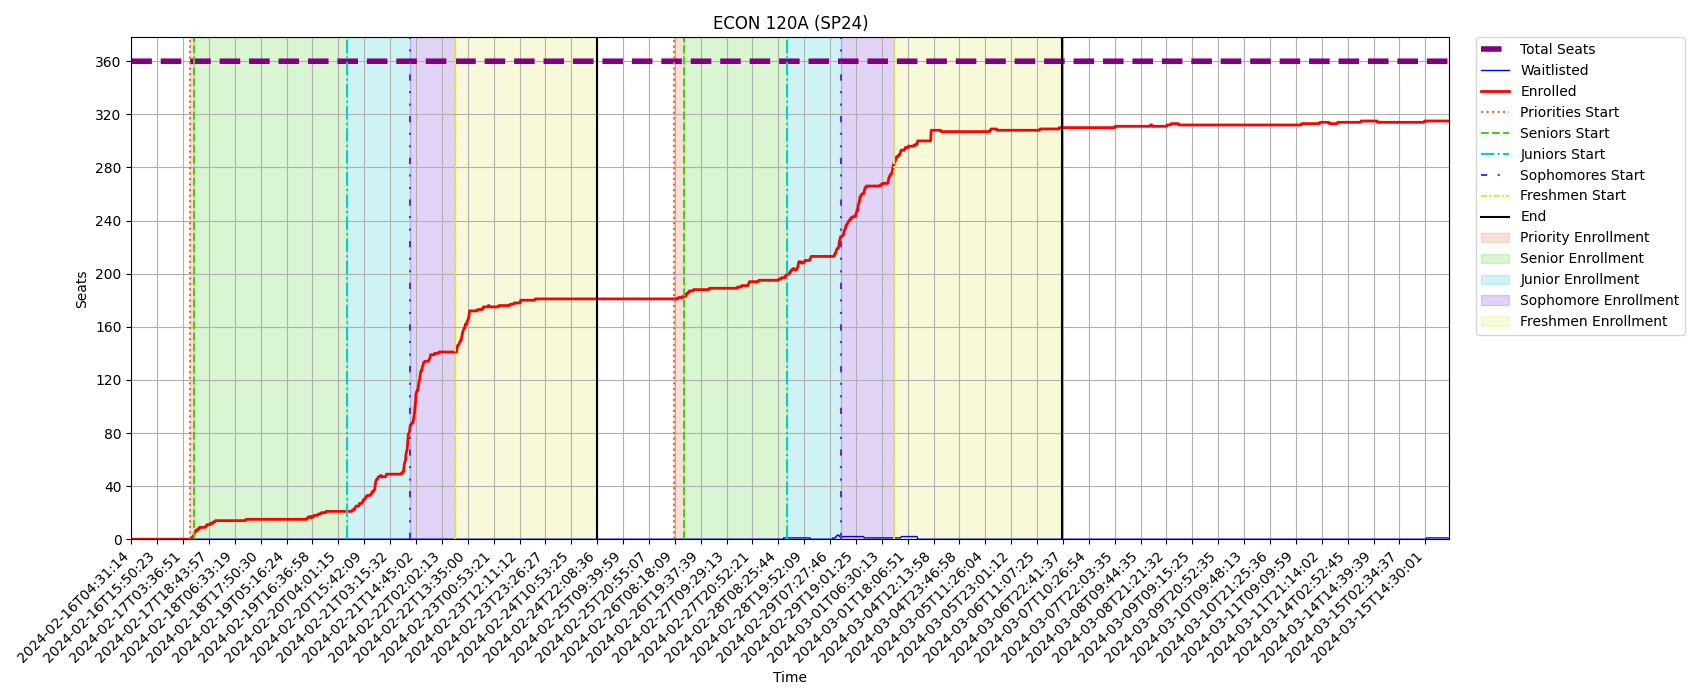 ECON 120A (SP24)
Seats
360
320
280
240
200
160
120
80
40
0
2024-02-16T04:31:14
2024-02-16T15:50:23
2024-02-17T03:36:51
2024-02-17T18:43:57
2024-02-18T06:33:19
2024-02-18T17:50:30
2024-02-19T05:16:24
2024-02-19T16:36:58
2024-02-20T04:01:15
2024-02-20T15:42:09
2024-02-21T03:15:32
2024-02-21T14:45:02
2024-02-22T02:02:13
2024-02-22T13:35:00
2024-02-23T00:53:21
2024-02-23T12:11:12
2024-02-23T23:26:27
2024-02-24T10:53:25
2024-02-24T22:08:36
2024-02-25T09:39:59
2024-02-25T20:55:07
2024-02-26T08:18:09
2024-02-26T19:37:39
2024-02-27T09:29:13
2024-02-27T20:52:21
2024-02-28T08:25:44
2024-02-28T19:52:09
2024-02-29T07:27:46
2024-02-29T19:01:25
2024-03-01T06:30:13
2024-03-01T18:06:51
2024-03-04T12:13:58
2024-03-04T23:46:58
2024-03-05T11:26:04
2024-03-05T23:01:12
2024-03-06T11:07:25
2024-03-06T22:41:37
2024-03-07T10:26:54
2024-03-07T22:03:35
2024-03-08T09:44:35
2024-03-08T21:21:32
2024-03-09T09:15:25
2024-03-09T20:52:35
2024-03-10T09:48:13
2024-03-10T21:25:36
2024-03-11T09:09:59
2024-03-11T21:14:02
2024-03-14T02:52:45
2024-03-14T14:39:39
2024-03-15T02:34:37
2024-03-15T14:30:01
Time
Total Seats
Waitlisted
Enrolled
Priorities Start
Seniors Start
Juniors Start
Sophomores Start
Freshmen Start
End
Priority Enrollment
Senior Enrollment
Junior Enrollment
Sophomore Enrollment
Freshmen Enrollment